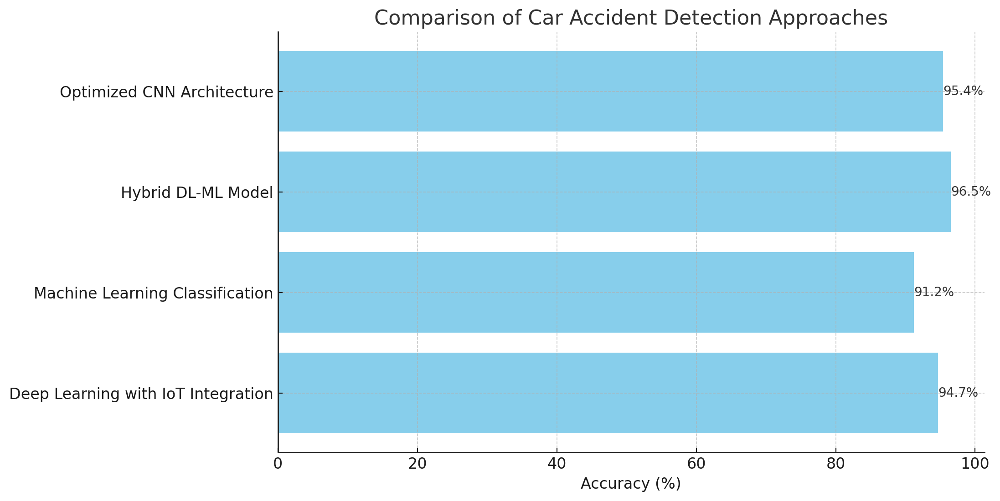 Comparison of Car Accident Detection Approaches
Optimized CNN Architecture
95.4%
Hybrid DL-ML Model
96.5%
Machine Learning Classification
91.2%
Deep Learning with IoT Integration
94.7%
0 20 40 60 80 100
Accuracy (%)